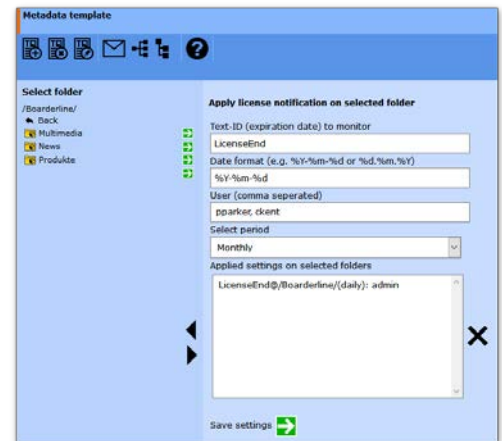 Metadata template
Select folder
/Boarderline/
Back
Multimedia
News
Produkte
Apply license notification on selected folder
Text-ID (expiration date) to monitor
LicenseEnd
Date format (e.g. %Y-%m-%d or %d.%m.%Y)
%Y-%m-%d
User (comma seperated)
pparker, ckent
Select period
Monthly
Applied settings on selected folders
LicenseEnd@/Boarderline/(daily): admin
Save settings